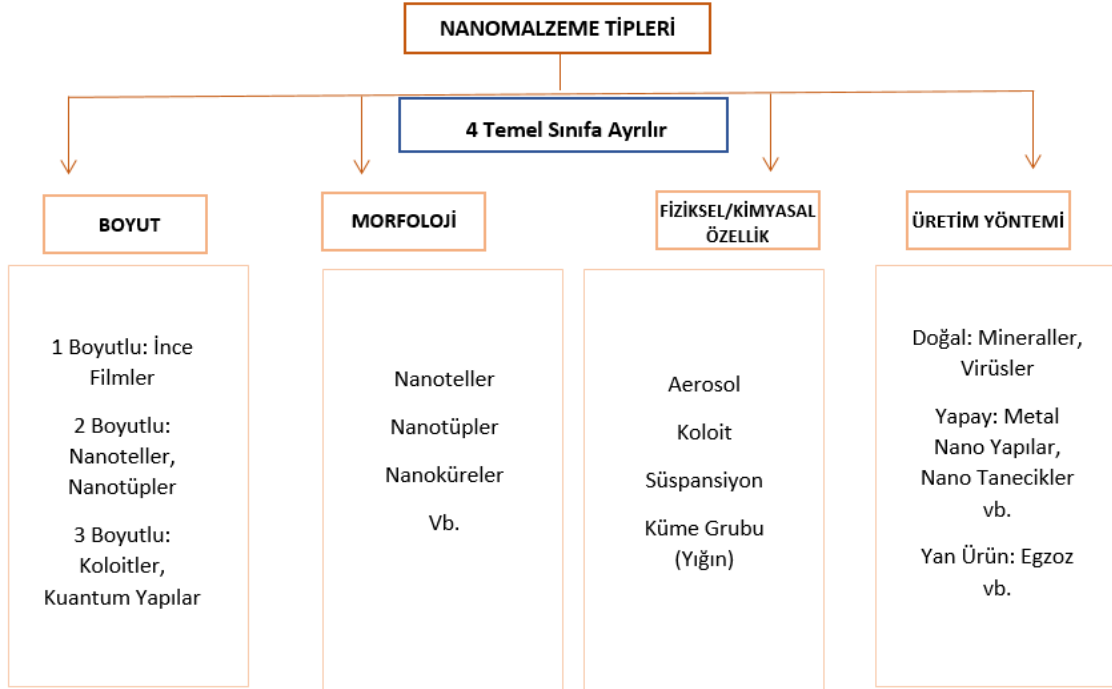 NANOMALZEME TİPLERİ
4 Temel Sınıfa Ayrılır
BOYUT
1 Boyutlu: İnce
Filmler
2 Boyutlu:
Nanoteller,
Nanotüpler
3 Boyutlu:
Koloitler,
Kuantum Yapılar
MORFOLOJİ
Nanoteller
Nanotüpler
Nanoküreler
Vb.
FİZİKSEL/KİMYASAL
ÖZELLİK
Aerosol
Koloit
Süspansiyon
Küme Grubu
(Yığın)
ÜRETİM YÖNTEMİ
Doğal: Mineraller,
Virüsler
Yapay: Metal
Nano Yapılar,
Nano Tanecikler
vb.
Yan Ürün: Egzoz
vb.